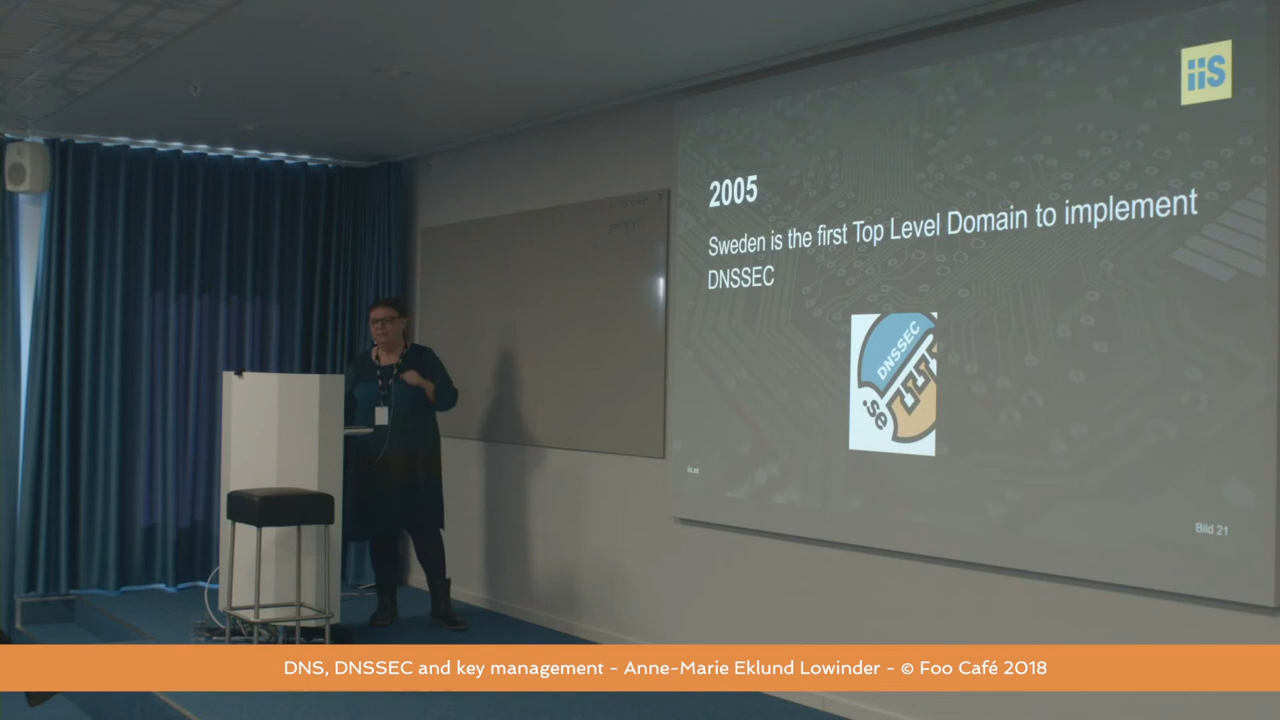 iiS
2005
Sweden is the first Top Level Domain to implement
DNSSEC
DNSSEC
.se
Bild 21
DNS, DNSSEC and key management - Anne-Marie Eklund Lowinder - © Foo Café 2018